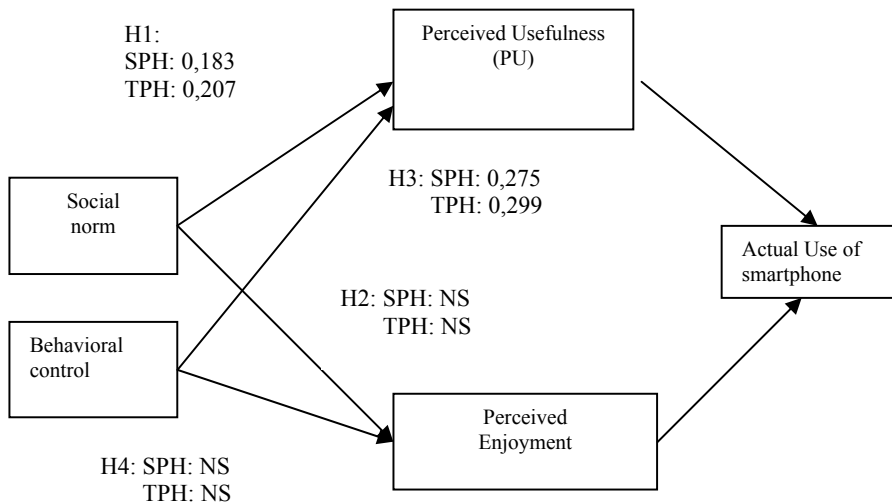 H1:
SPH: 0,183
TPH: 0,207
Perceived Usefulness
(PU)
H3: SPH: 0,275
TPH: 0,299
Social
norm
Actual Use of
smartphone
H2: SPH: NS
TPH: NS
Behavioral
control
Perceived
Enjoyment
H4: SPH: NS
TPH: NS